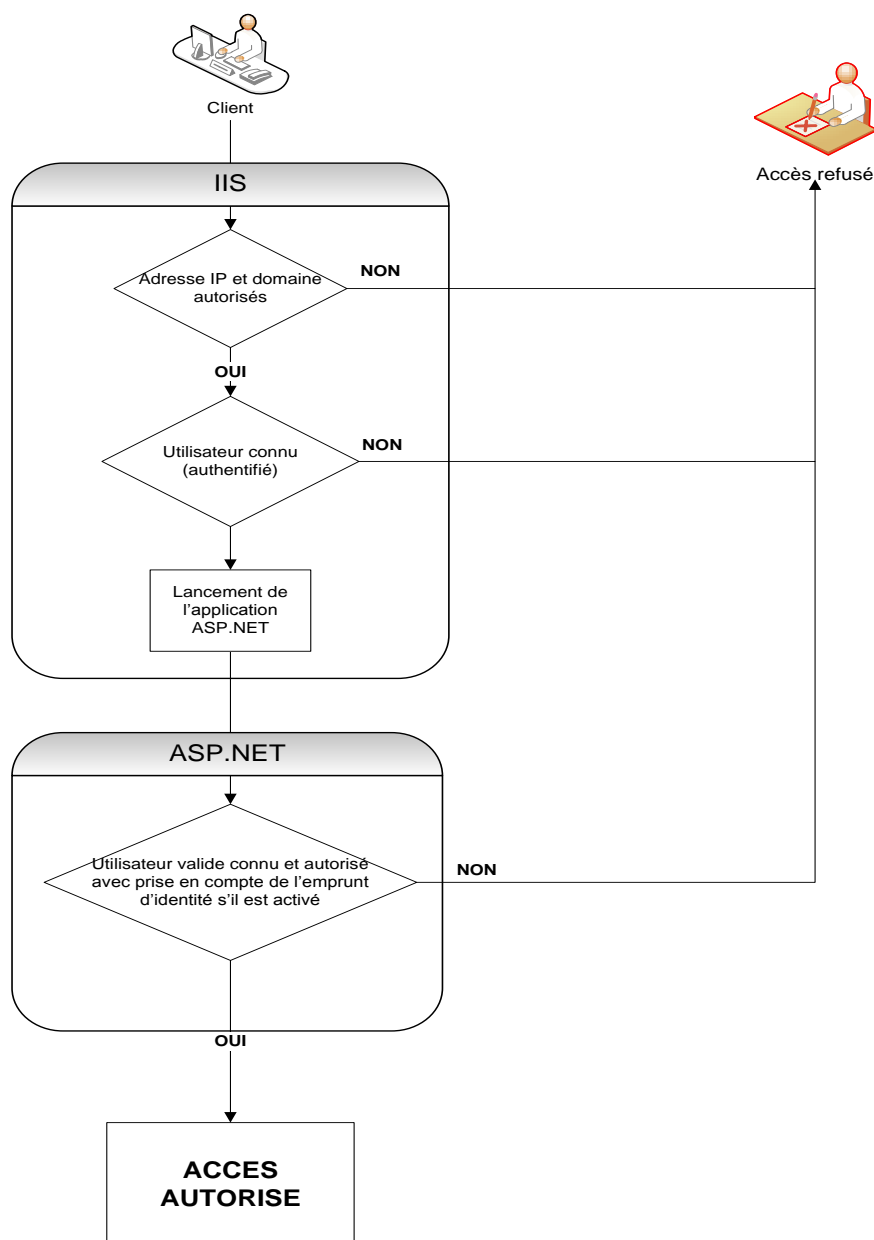 Client
Accès refusé
IIS
Adresse IP et domaine
autorisés
NON
OUI
Utilisateur connu
(authentifié)
NON
Lancement de
l’application
ASP.NET
ASP.NET
Utilisateur valide connu et autorisé
avec prise en compte de l’emprunt
d’identité s’il est activé
NON
OUI
ACCES
AUTORISE